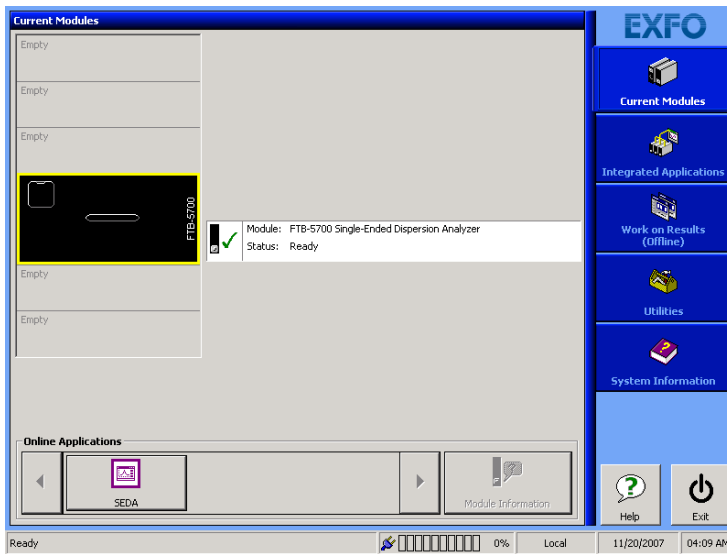 Current Modules
EXFO
Empty
Empty
Empty
FTB-5700
Module: FTB-5700 Single-Ended Dispersion Analyzer
Status: Ready
Empty
Empty
Current Modules
Integrated Applications
Work on Results
(Offline)
Utilities
System Information
Online Applications
SEDA
Module Information
Help
Exit
Ready
0%
Local
11/20/2007
04:09 AM